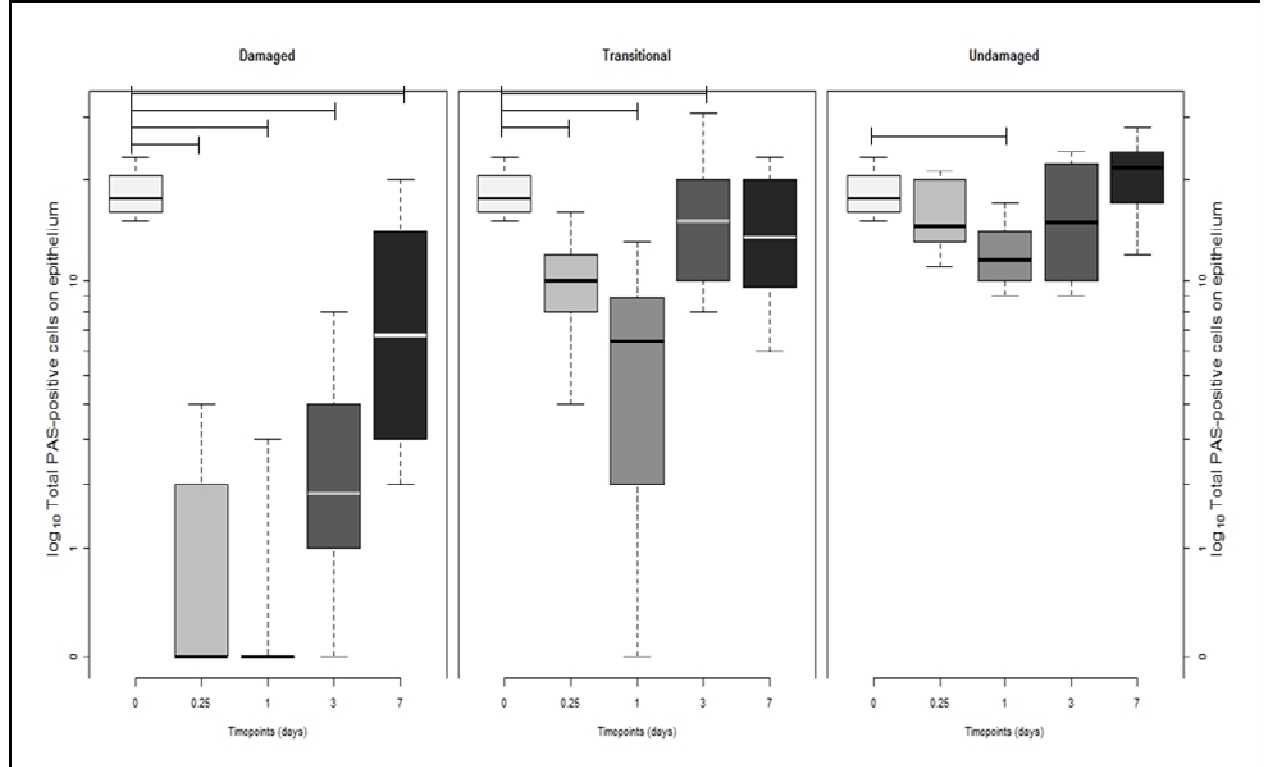 Damaged
Transitional
Undamaged
log10 Total PAS-positive cells on epithelium
10
1
0
0 0.25 1 3 7
Timepoints (days)
0 0.25 1 3 7
Timepoints (days)
0 0.25 1 3 7
Timepoints (days)
10
1
0
log10 Total PAS-positive cells on epithelium